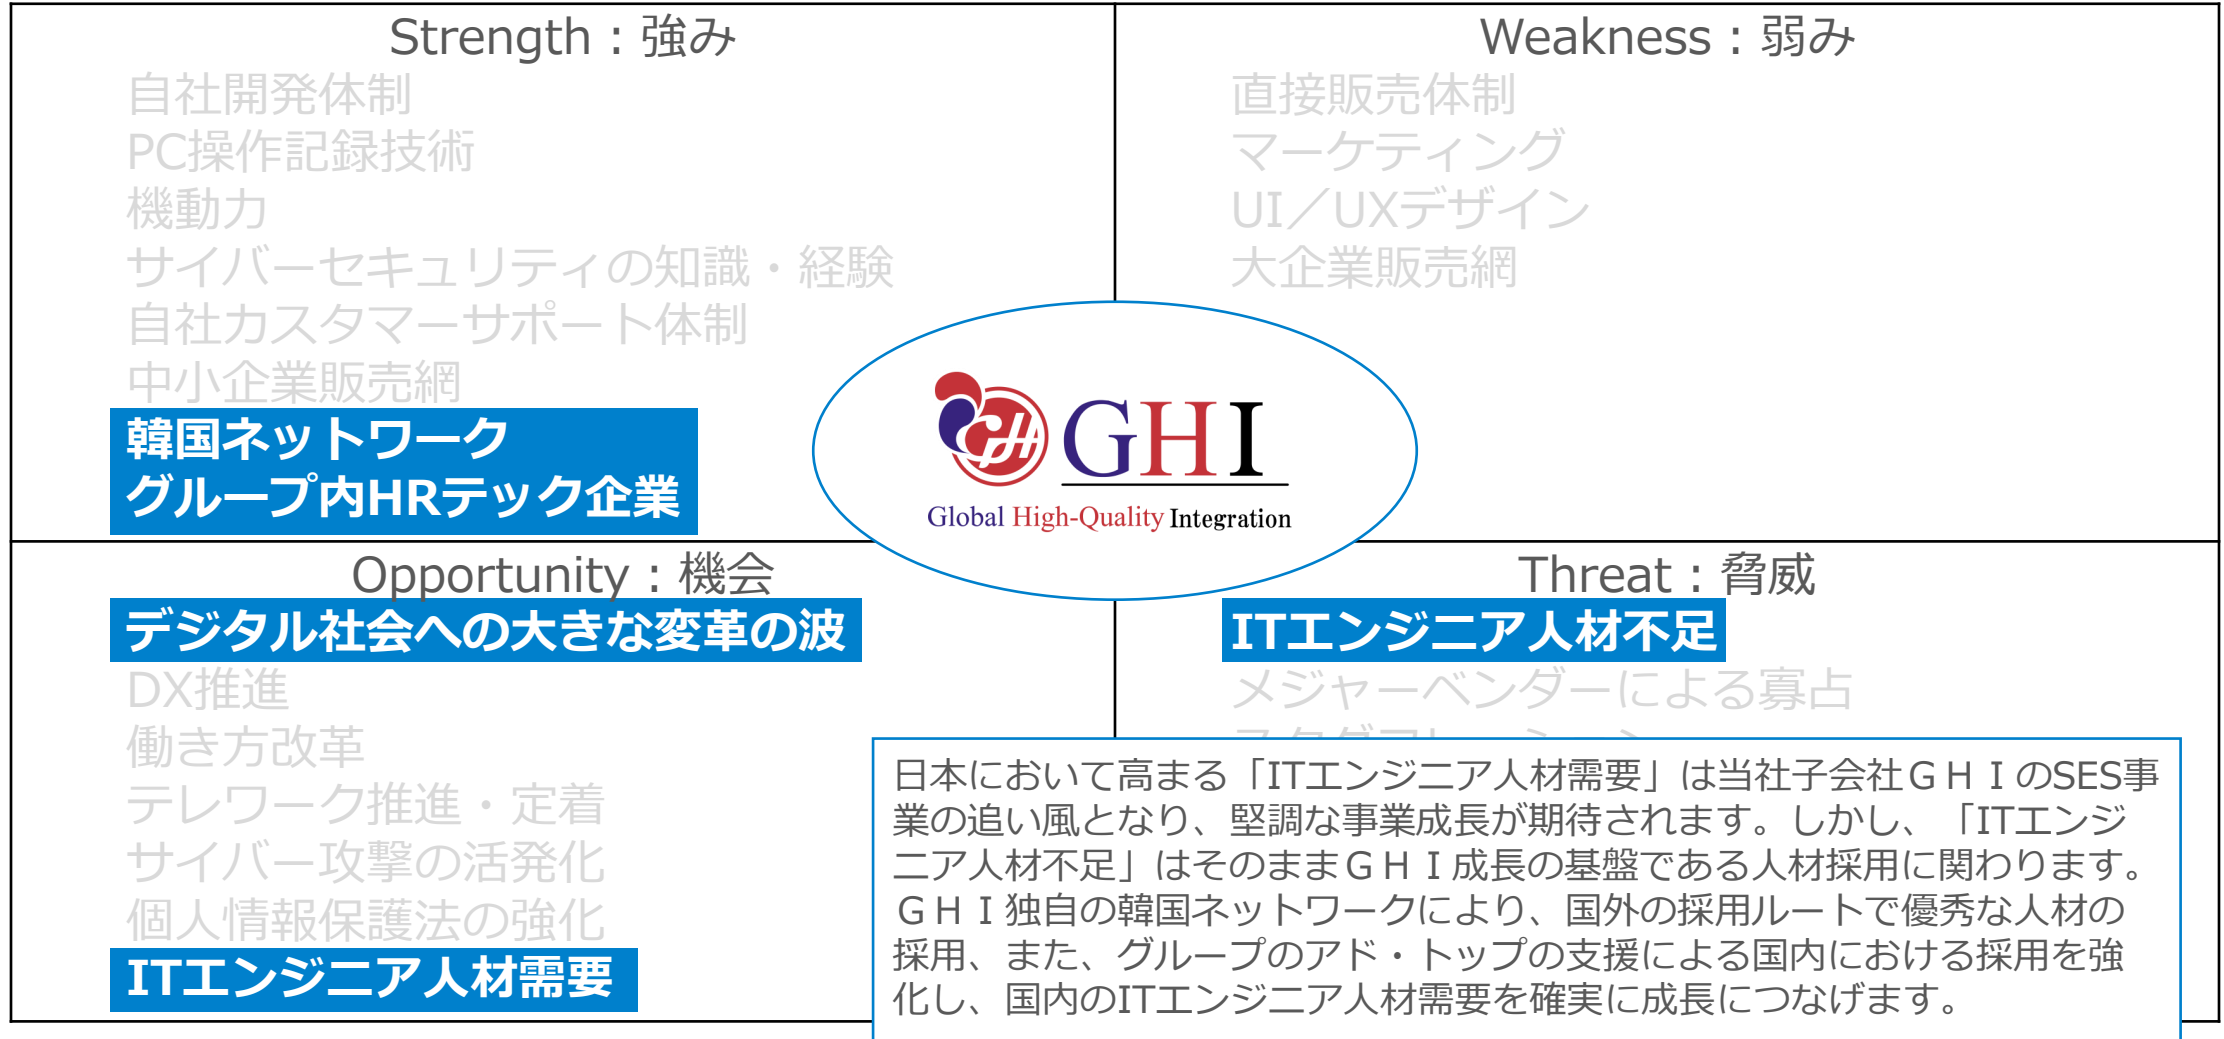 Strength：強み
自社開発体制
PC操作記録技術
機動力
サイバーセキュリティの知識・経験
自社カスタマーサポート体制
中小企業販売網
韓国ネットワーク
グループ内HRテック企業
Weakness：弱み
直接販売体制
マーケティング
UI／UXデザイン
大企業販売網
GHI
Global High-Quality Integration
Opportunity：機会
デジタル社会への大きな変革の波
DX推進
働き方改革
テレワーク推進・定着
サイバー攻撃の活発化
個人情報保護法の強化
ITエンジニア人材需要
Threat：脅威
ITエンジニア人材不足
メジャーベンダーによる寡占
日本において高まる「ITエンジニア人材需要」は当社子会社ＧＨＩのSES事
業の追い風となり、堅調な事業成長が期待されます。しかし、「ITエンジ
ニア人材不足」はそのままＧＨＩ成長の基盤である人材採用に関わります。
ＧＨＩ独自の韓国ネットワークにより、国外の採用ルートで優秀な人材の
採用、また、グループのアド・トップの支援による国内における採用を強
化し、国内のITエンジニア人材需要を確実に成長につなげます。